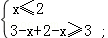 x≤2
3-x+2-x≥3 ;